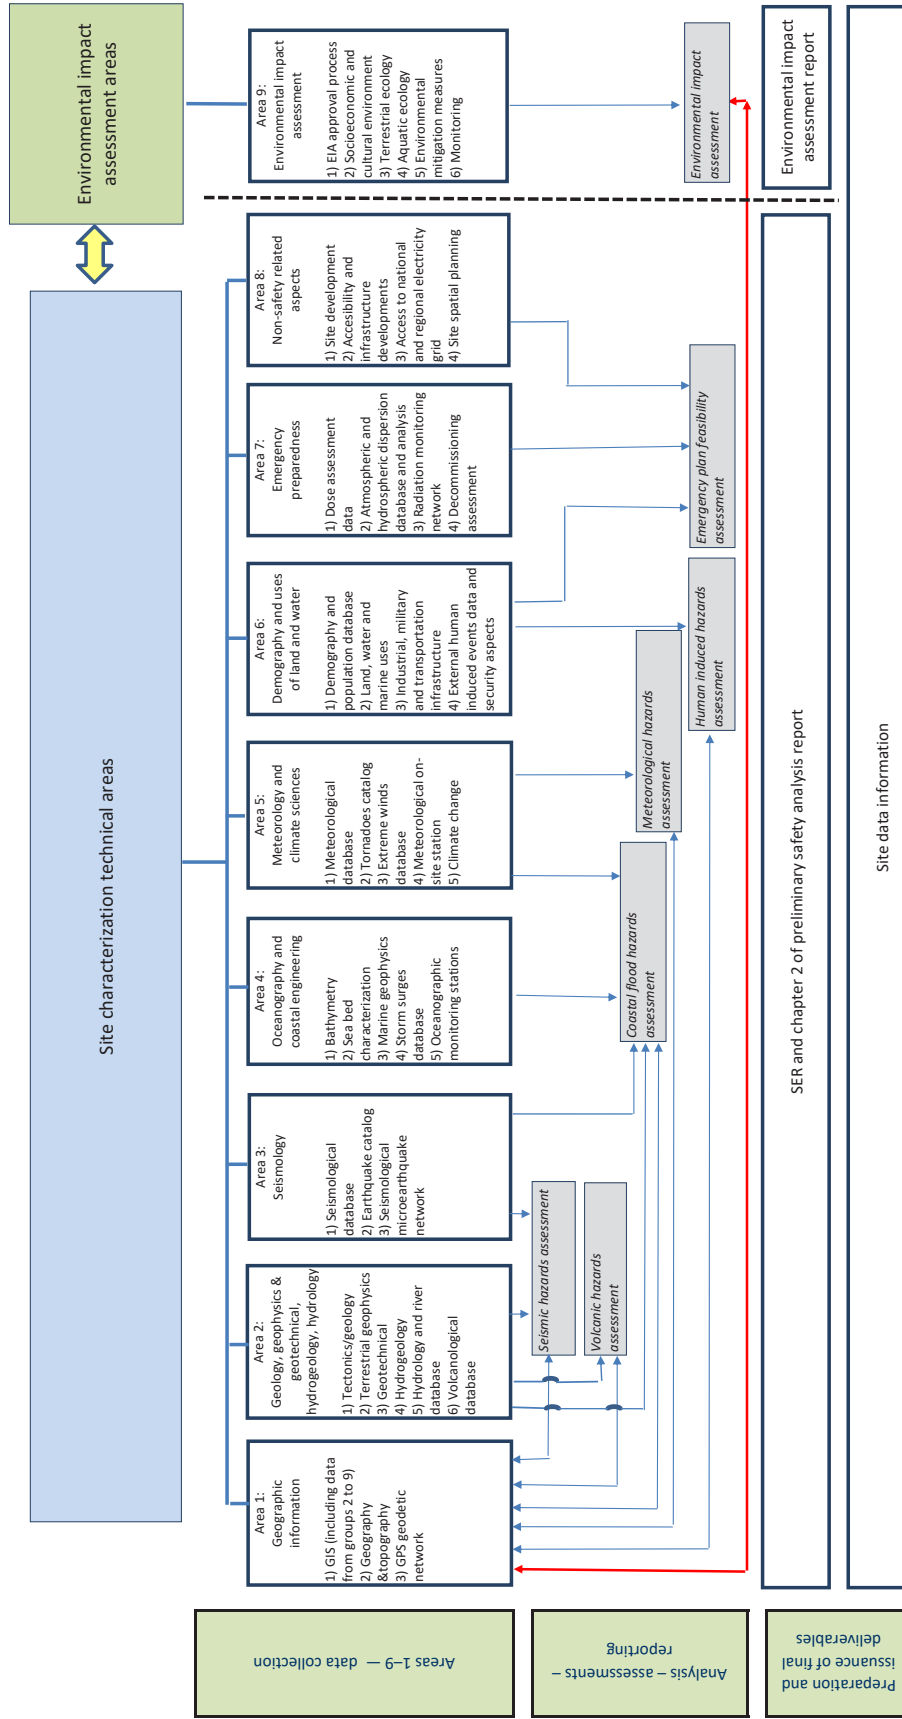 Site characterization technical areas
Environmental impact
assessment areas
Areas 1–9 — data collection
Area 1:
Geographic
information
1) GIS (including data
from groups 2 to 9)
2) Geography
&topography
3) GPS geodetic
network
Area 2:
Geology, geophysics &
geotechnical,
hydrogeology, hydrology
1) Tectonics/geology
2) Terrestrial geophysics
3) Geotechnical
4) Hydrogeology
5) Hydrology and river
database
6) Volcanological
database
Area 3:
Seismology
1) Seismological
database
2) Earthquake catalog
3) Seismological
microearthquake
network
Area 4:
Oceanography and
coastal engineering
1) Bathymetry
2) Sea bed
characterization
3) Marine geophysics
4) Storm surges
database
5) Oceanographic
monitoring stations
Area 5:
Meteorology and
climate sciences
1) Meteorological
database
2) Tornadoes catalog
3) Extreme winds
database
4) Meteorological on-
site station
5) Climate change
Area 6:
Demography and uses
of land and water
1) Demography and
population database
2) Land, water and
marine uses
3) Industrial, military
and transportation
infrastructure
4) External human
induced events data and
security aspects
Area 7:
Emergency
preparedness
1) Dose assessment
data
2) Atmospheric and
hydrospheric dispersion
database and analysis
3) Radiation monitoring
network
4) Decommissioning
assessment
Area 8:
Non-safety related
aspects
1) Site development
2) Accesibility and
infrastructure
developments
3) Access to national
and regional electricity
grid
4) Site spatial planning
Area 9:
Environmental impact
assessment
1) EIA approval process
2) Socioeconomic and
cultural environment
3) Terrestrial ecology
4) Aquatic ecology
5) Environmental
mitigation measures
6) Monitoring
Analysis – assessments –
reporting
Seismic hazards assessment
Volcanic hazards
assessment
Coastal flood hazards
assessment
Meteorological hazards
assessment
Human induced hazards
assessment
Emergency plan feasibility
assessment
Environmental impact
assessment
Preparation and
issuance of final
deliverables
SER and chapter 2 of preliminary safety analysis report
Environmental impact
assessment report
Site data information